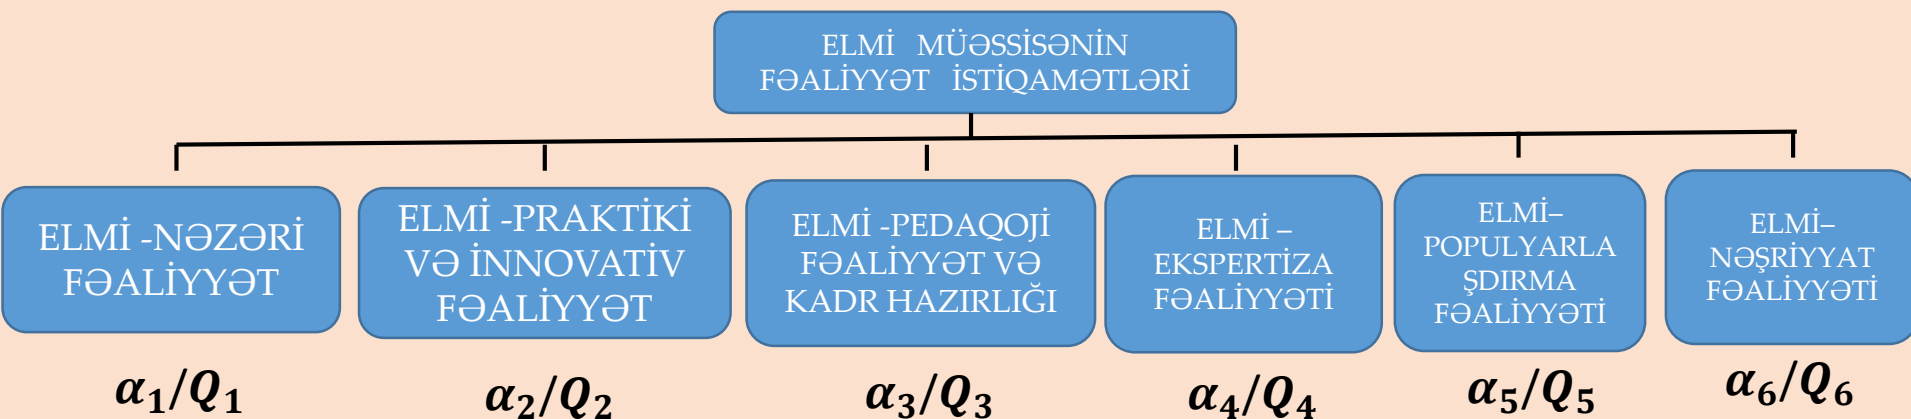 ELMİ MÜƏSSİSƏNİN
FƏALİYYƏT İSTİQAMƏTLƏRİ
ELMİ -NƏZƏRİ
FƏALİYYƏT
ELMİ -PRAKTİKİ
VƏ İNNOVATİV
FƏALİYYƏT
ELMİ -PEDAQOJİ
FƏALİYYƏT VƏ
KADR HAZIRLIĞI
ELMİ –
EKSPERTİZA
FƏALİYYƏTİ
ELMİ–
POPULYARLA
ŞDIRMA
FƏALİYYƏTİ
ELMİ–
NƏŞRİYYAT
FƏALİYYƏTİ
α₁/Q₁
α₂/Q₂
α₃/Q₃
α₄/Q₄
α₅/Q₅
α₆/Q₆